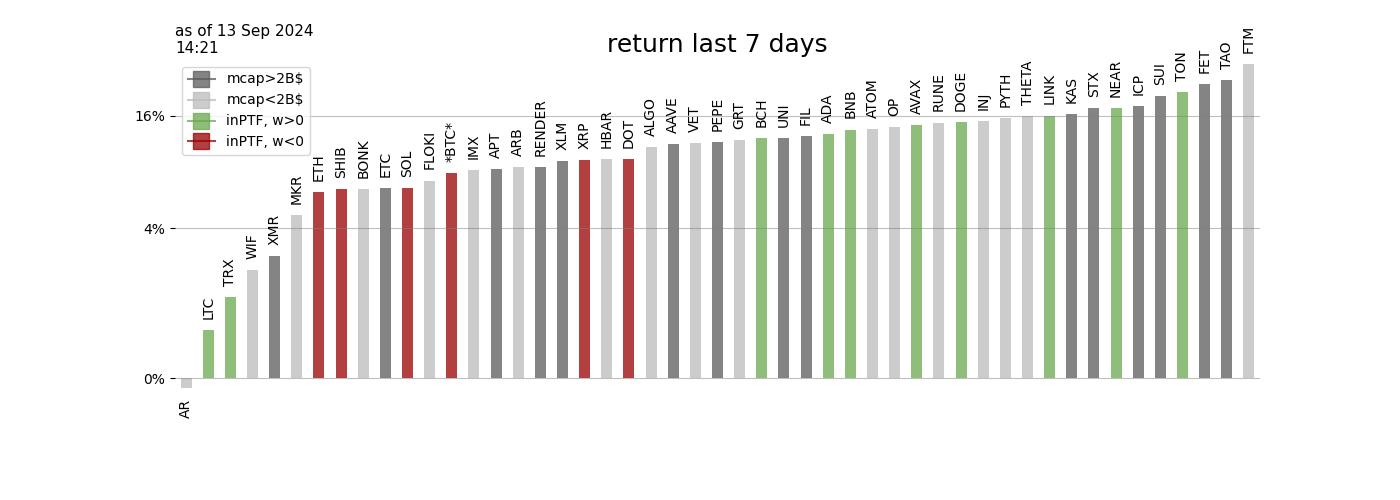 as of 13 Sep 2024
14:21
return last 7 days
mcap>2B$
mcap<2B$
inPTF, w>0
inPTF, w<0
16%
4%
0%
AR
LTC
TRX
WIF
XMR
MKR
ETH
SHIB
BONK
ETC
SOL
FLOKI
*BTC*
IMX
APT
ARB
RENDER
XLM
XRP
HBAR
DOT
ALGO
AAVE
VET
PEPE
GRT
BCH
UNI
FIL
ADA
BNB
ATOM
OP
AVAX
RUNE
DOGE
INJ
PYTH
THETA
LINK
KAS
STX
NEAR
ICP
SUI
TON
FET
TAO
FTM